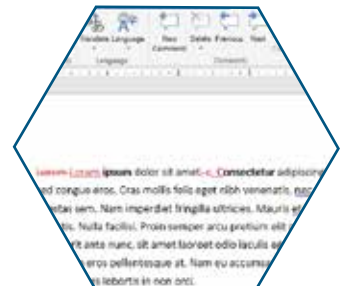 Translate Language New Delete Previous Next
Comment
Language Comments
Lorem Lorem ipsum dolor sit amet, c Consectetur adipiscing
sed congue eros. Cras mollis felis eget nibh venenatis, nec
sem. Nam imperdiet fringilla ultricies. Mauris et
Nulla facilisi. Proin semper arcu pretium elit
ante nunc, sit amet laoreet odio iaculis
eros pellentesque at. Nam eu accumsan
lobortis in non orci.